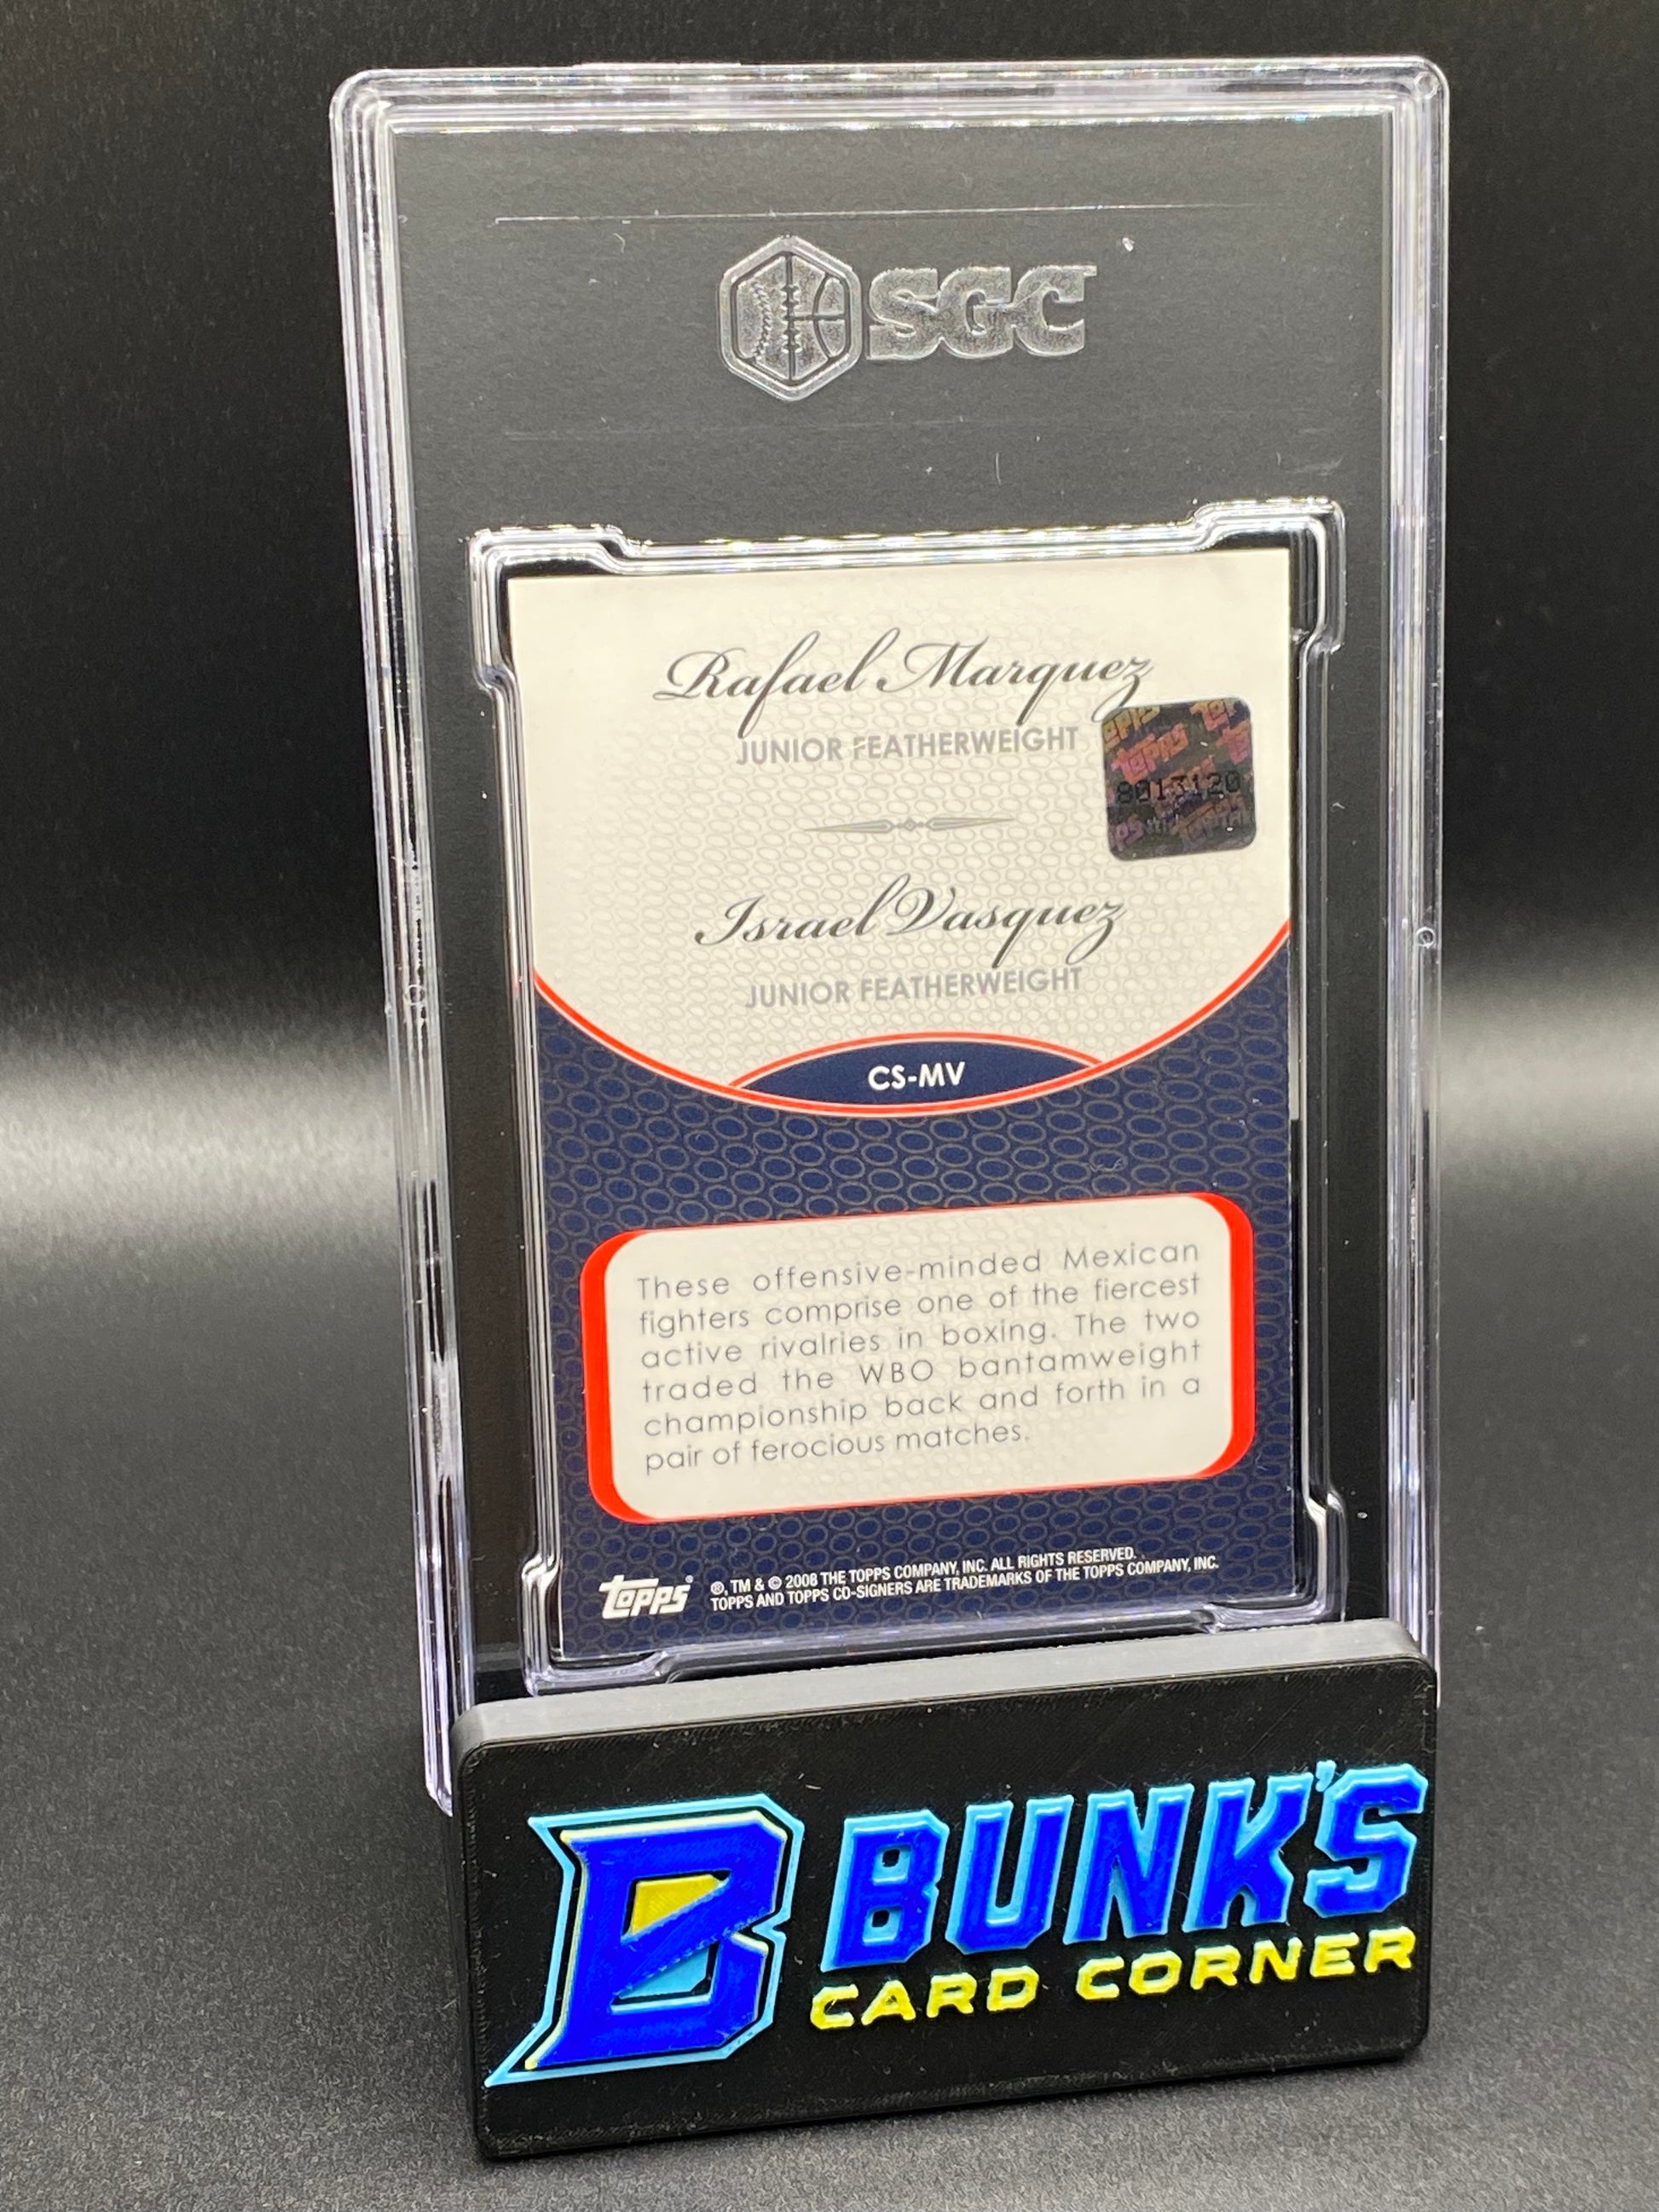 SGC
Rafael Marquez
JUNIOR FEATHERWEIGHT
TOPPS
8013120
Israel Vasquez
JUNIOR FEATHERWEIGHT
CS-MV
These offensive-minded Mexican
fighters comprise one of the fiercest
active rivalries in boxing. The two
traded the WBO bantamweight
championship back and forth in a
pair of ferocious matches.
topps®
®, TM & © 2008 THE TOPPS COMPANY, INC. ALL RIGHTS RESERVED.
TOPPS AND TOPPS CO-SIGNERS ARE TRADEMARKS OF THE TOPPS COMPANY, INC.
B BUNK'S
CARD CORNER